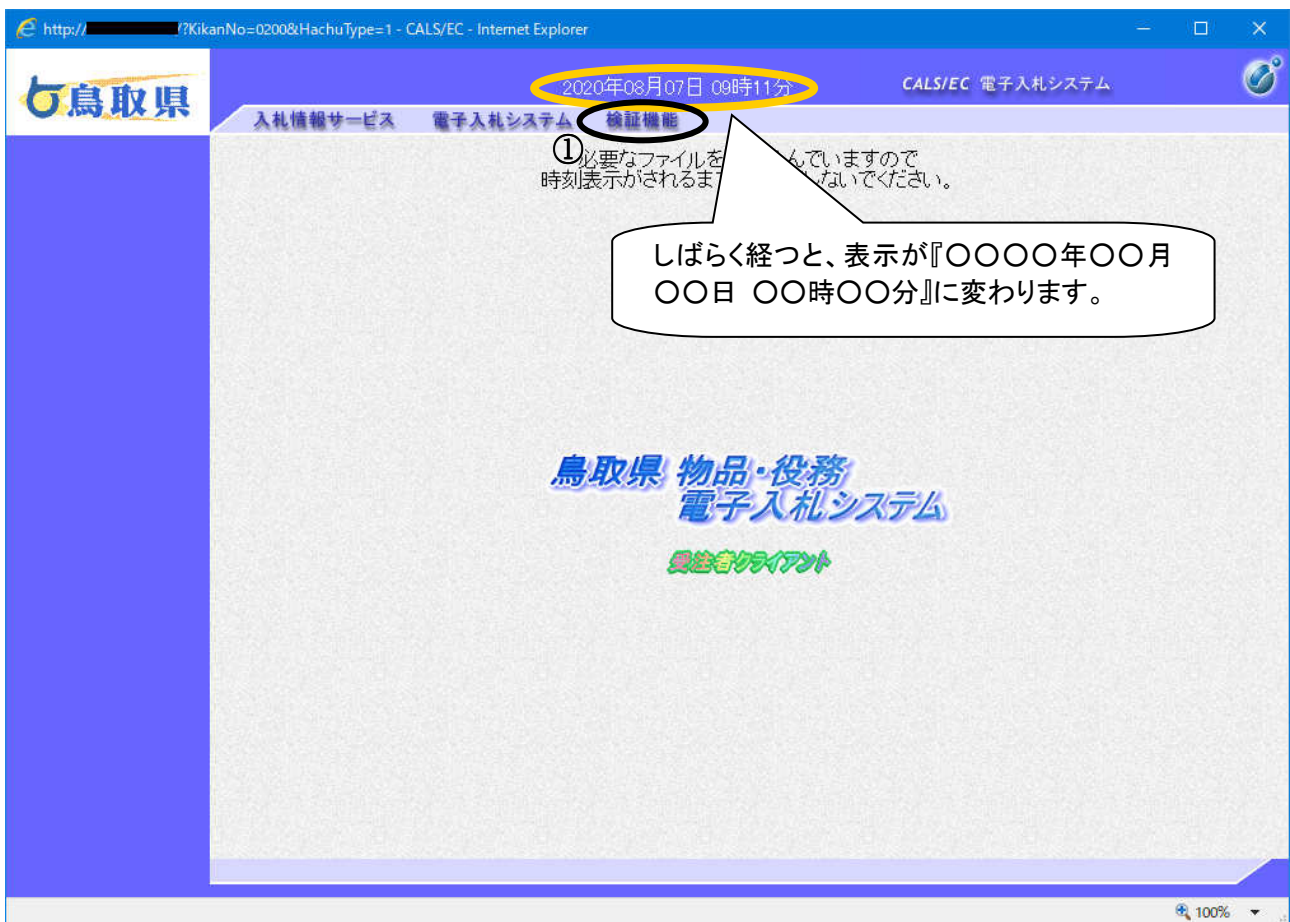 http:// /?KikanNo=0200&HachuType=1 - CALS/EC - Internet Explorer
鳥取県
2020年08月07日 09時11分
CALS/EC 電子入札システム
入札情報サービス 電子入札システム 検証機能
①
必要なファイルを んでいますので
時刻表示がされるま ないでください。
しばらく経つと、表示が『〇〇〇〇年〇〇月
〇〇日 〇〇時〇〇分』に変わります。
鳥取県 物品・役務
電子入札システム
受注者クライアント
100%